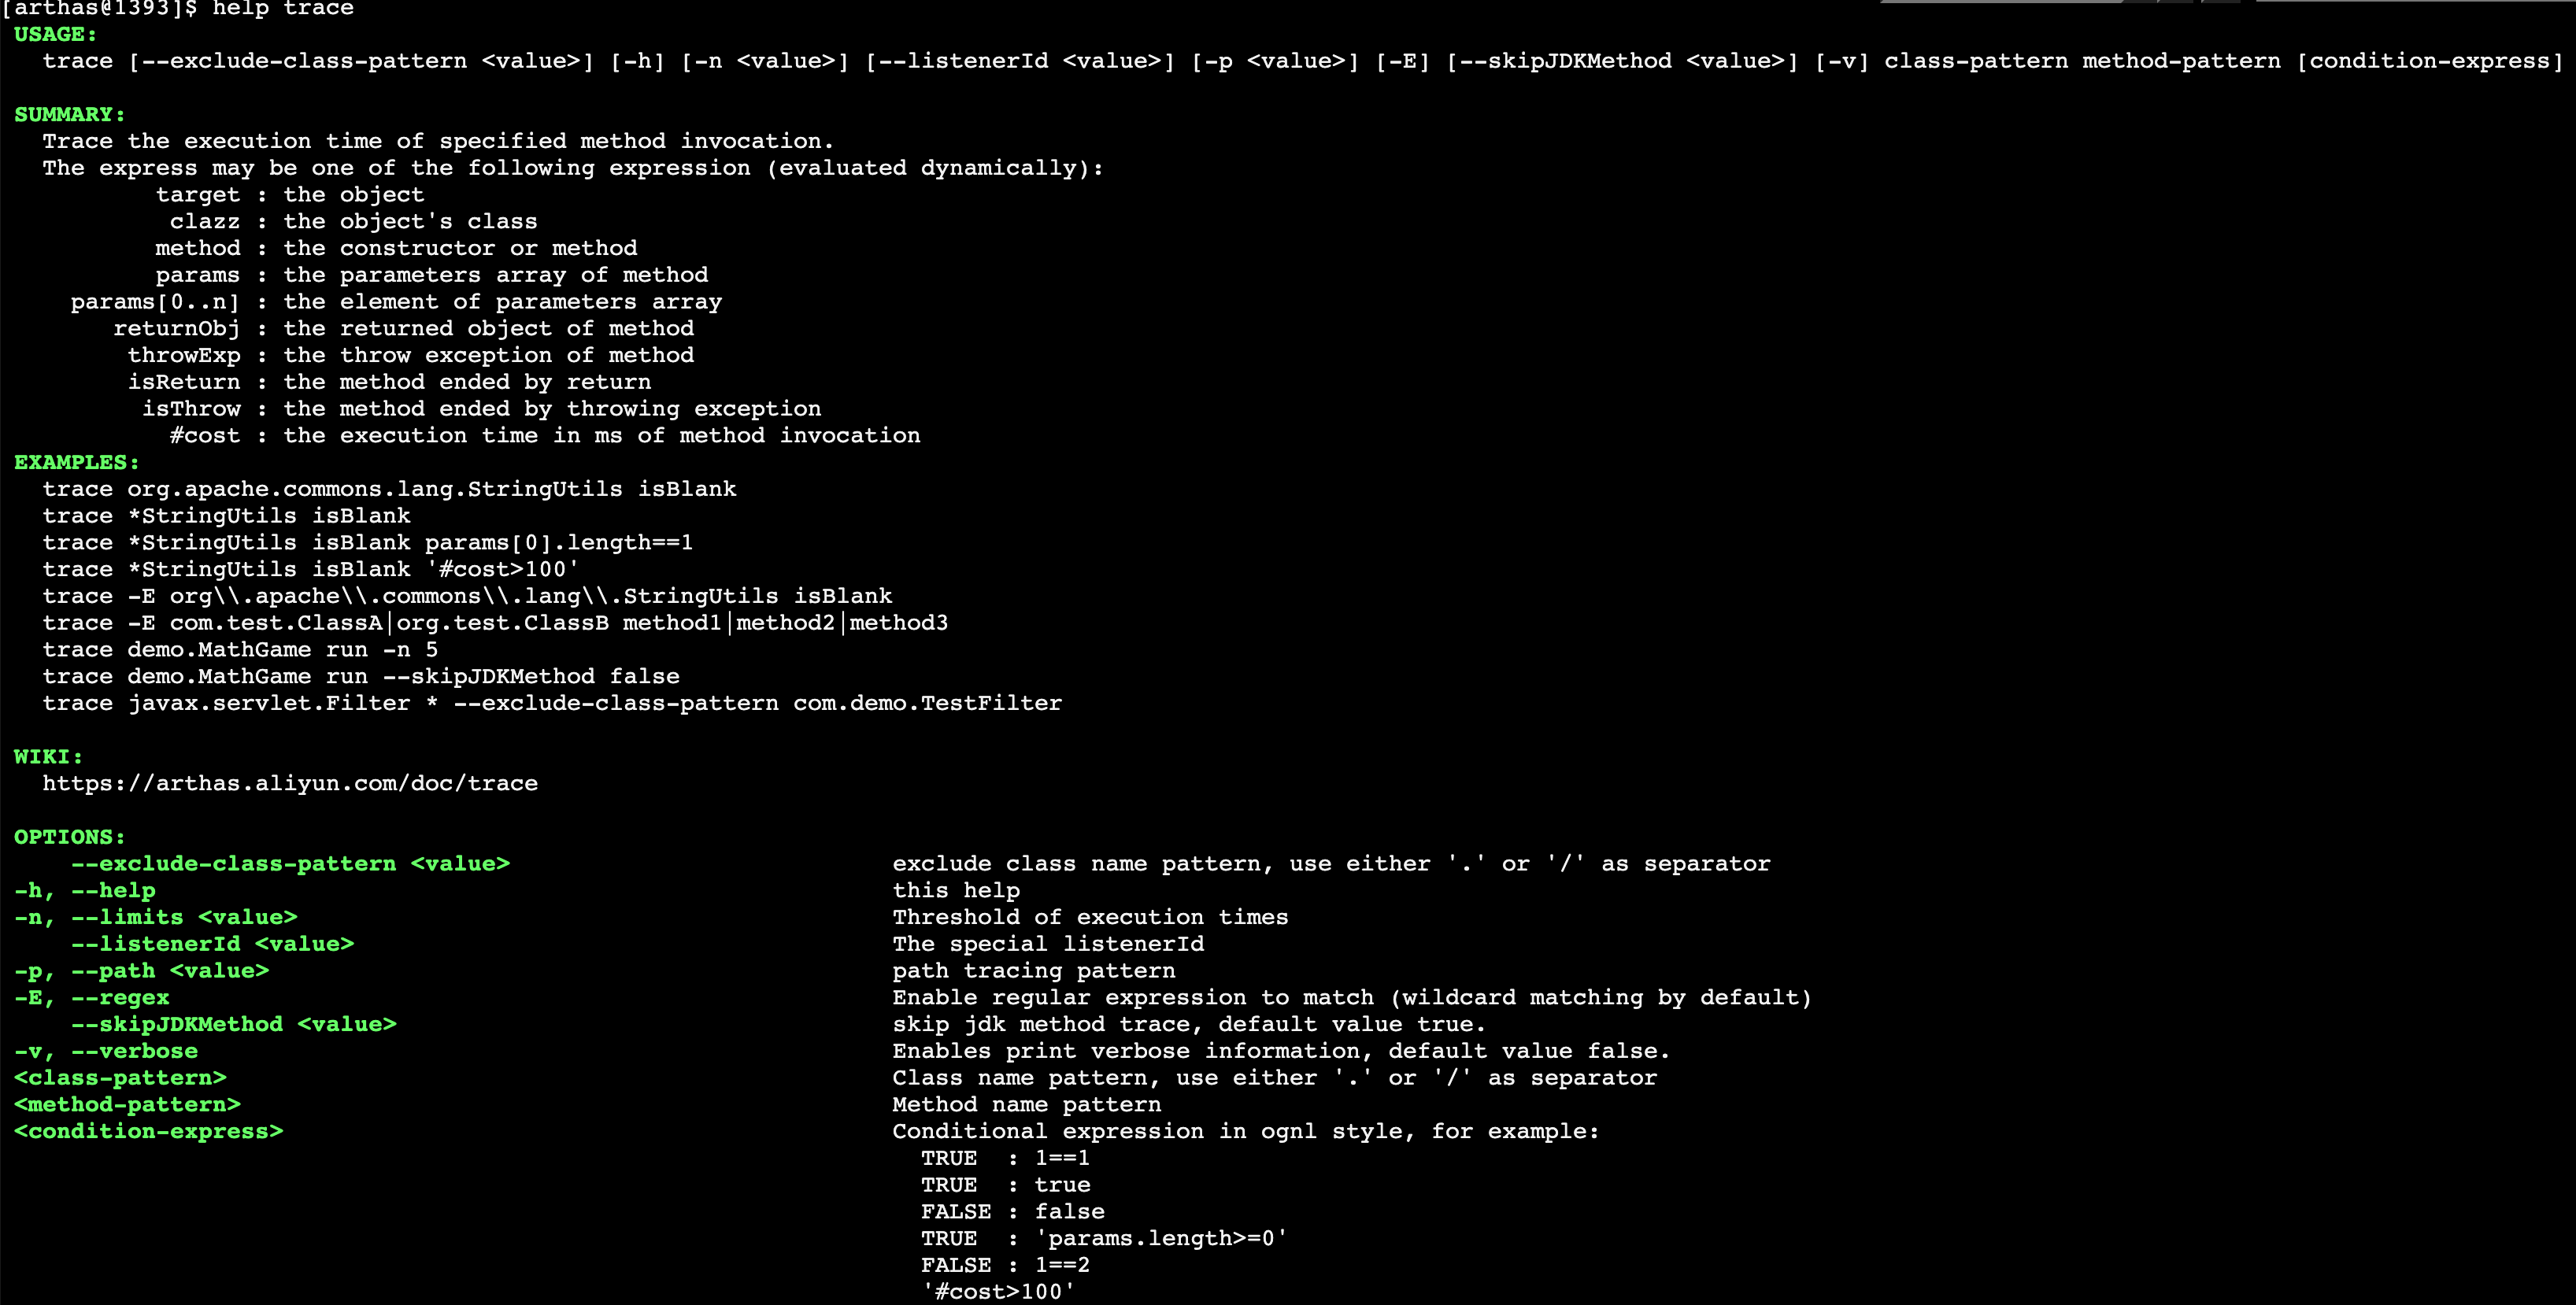 [arthas@1393]$ help trace
USAGE:
trace [--exclude-class-pattern <value>] [-h] [-n <value>] [--listenerId <value>] [-p <value>] [-E] [--skipJDKMethod <value>] [-v] class-pattern method-pattern [condition-express]
SUMMARY:
Trace the execution time of specified method invocation.
The express may be one of the following expression (evaluated dynamically):
target : the object
clazz : the object's class
method : the constructor or method
params : the parameters array of method
params[0..n] : the element of parameters array
returnObj : the returned object of method
throwExp : the throw exception of method
isReturn : the method ended by return
isThrow : the method ended by throwing exception
#cost : the execution time in ms of method invocation
EXAMPLES:
trace org.apache.commons.lang.StringUtils isBlank
trace *StringUtils isBlank
trace *StringUtils isBlank params[0].length==1
trace *StringUtils isBlank '#cost>100'
trace -E org\\.apache\\.commons\\.lang\\.StringUtils isBlank
trace -E com.test.ClassA|org.test.ClassB method1|method2|method3
trace demo.MathGame run -n 5
trace demo.MathGame run --skipJDKMethod false
trace javax.servlet.Filter * --exclude-class-pattern com.demo.TestFilter
WIKI:
https://arthas.aliyun.com/doc/trace
OPTIONS:
--exclude-class-pattern <value> exclude class name pattern, use either '.' or '/' as separator
-h, --help this help
-n, --limits <value> Threshold of execution times
--listenerId <value> The special listenerId
-p, --path <value> path tracing pattern
-E, --regex Enable regular expression to match (wildcard matching by default)
--skipJDKMethod <value> skip jdk method trace, default value true.
-v, --verbose Enables print verbose information, default value false.
<class-pattern> Class name pattern, use either '.' or '/' as separator
<method-pattern> Method name pattern
<condition-express> Conditional expression in ognl style, for example:
TRUE : 1==1
TRUE : true
FALSE : false
TRUE : 'params.length>=0'
FALSE : 1==2
'#cost>100'